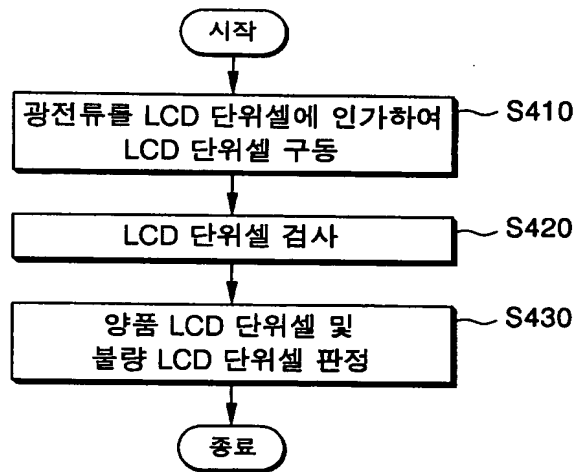 시작
광전류를 LCD 단위셀에 인가하여
LCD 단위셀 구동
S410
LCD 단위셀 검사
S420
양품 LCD 단위셀 및
불량 LCD 단위셀 판정
S430
종료